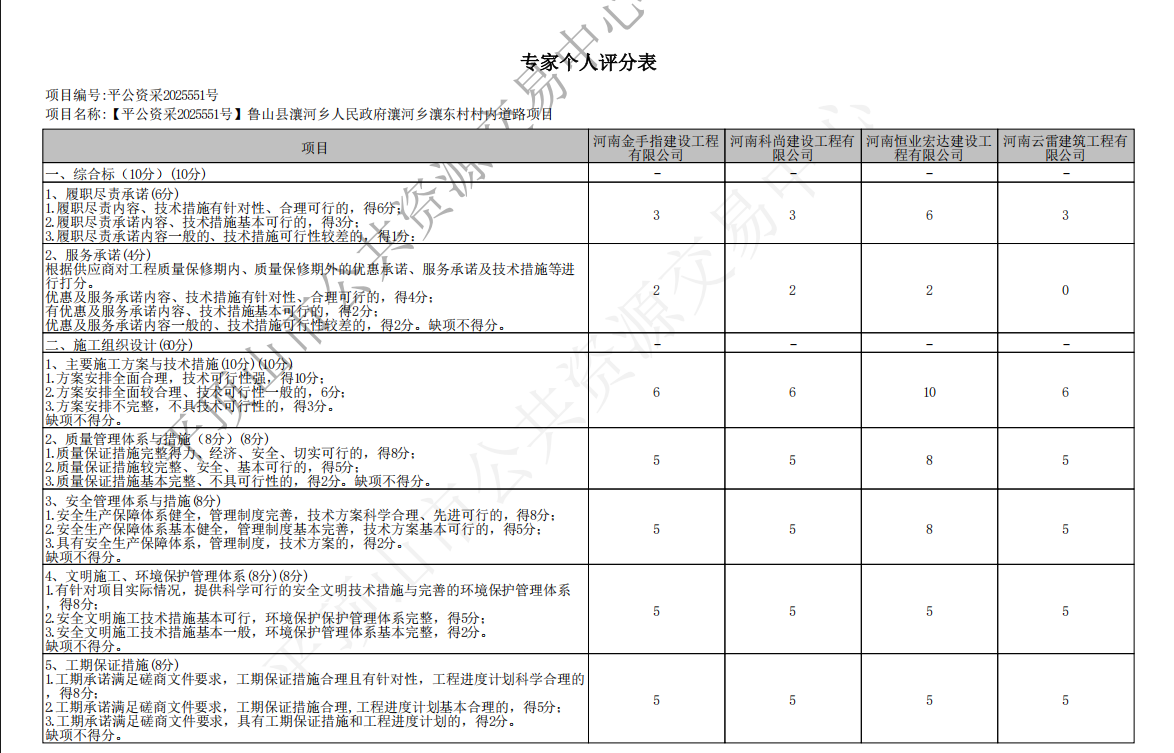 专家个人评分表
项目编号:平公资采2025551号
项目名称:【平公资采2025551号】鲁山县瀼河乡人民政府瀼河乡瀼东村村内道路项目
项目
河南金手指建设工程
有限公司
河南科尚建设工程有
限公司
河南恒业宏达建设工
程有限公司
河南云雷建筑工程有
限公司
一、综合标（10分）(10分)
-
-
-
-
1、履职尽责承诺(6分)
1.履职尽责内容、技术措施有针对性、合理可行的，得6分；
2.履职尽责承诺内容、技术措施基本可行的，得3分；
3.履职尽责承诺内容一般的、技术措施可行性较差的，得1分；
3
3
6
3
2、服务承诺(4分)
根据供应商对工程质量保修期内、质量保修期外的优惠承诺、服务承诺及技术措施等进
行打分。
优惠及服务承诺内容、技术措施有针对性、合理可行的，得4分；
有优惠及服务承诺内容、技术措施基本可行的，得2分；
优惠及服务承诺内容一般的、技术措施可行性较差的，得2分。缺项不得分。
2
2
2
0
二、施工组织设计(60分)
-
-
-
-
1、主要施工方案与技术措施(10分)(10分)
1.方案安排全面合理，技术可行性强，得10分；
2.方案安排全面较合理、技术可行性一般的，6分；
3.方案安排不完整，不具技术可行性的，得3分。
缺项不得分。
6
6
10
6
2、质量管理体系与措施（8分）(8分)
1.质量保证措施完整得力、经济、安全、切实可行的，得8分；
2.质量保证措施较完整、安全、基本可行的，得5分；
3.质量保证措施基本完整、不具可行性的，得2分。缺项不得分。
5
5
8
5
3、安全管理体系与措施(8分)
1.安全生产保障体系健全，管理制度完善，技术方案科学合理、先进可行的，得8分；
2.安全生产保障体系基本健全，管理制度基本完善，技术方案基本可行的，得5分；
3.具有安全生产保障体系，管理制度，技术方案的，得2分。
缺项不得分。
5
5
8
5
4、文明施工、环境保护管理体系(8分)(8分)
1.有针对项目实际情况，提供科学可行的安全文明技术措施与完善的环境保护管理体系
，得8分；
2.安全文明施工技术措施基本可行，环境保护保护管理体系完整，得5分；
3.安全文明施工技术措施基本一般，环境保护管理体系基本完整，得2分。
缺项不得分。
5
5
5
5
5、工期保证措施(8分)
1.工期承诺满足磋商文件要求，工期保证措施合理且有针对性，工程进度计划科学合理的
，得8分；
2.工期承诺满足磋商文件要求，工期保证措施合理,工程进度计划基本合理的，得5分；
3.工期承诺满足磋商文件要求，具有工期保证措施和工程进度计划的，得2分。
缺项不得分。
5
5
5
5
平顶山市公共资源交易中心
平顶山市公共资源交易中心